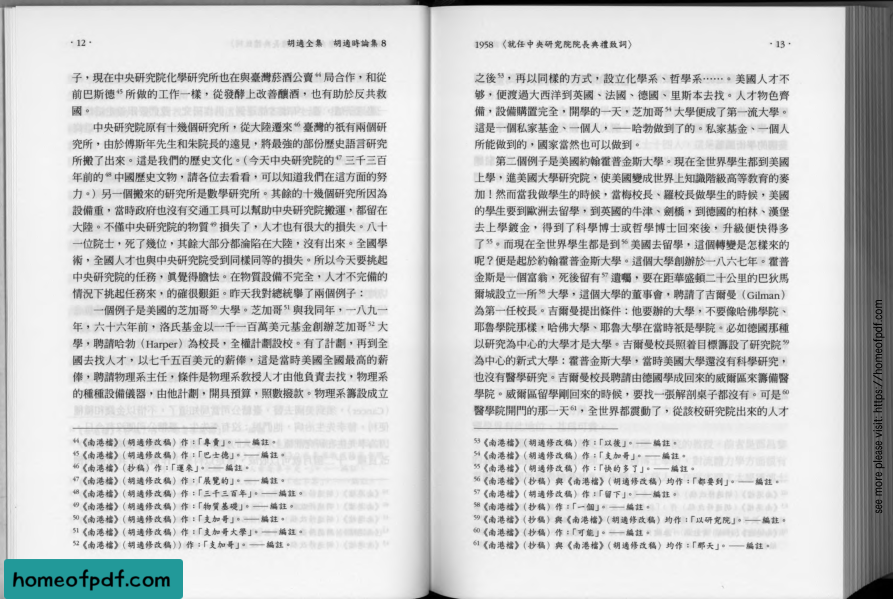 ·12·
胡適全集　胡適時論集 8
子，現在中央研究院化學研究所也在與臺灣菸酒公賣⁴⁴局合作，和從
前巴斯德⁴⁵所做的工作一樣，從發酵上改善釀酒，也有助於反共救
國。
中央研究院原有十幾個研究所，從大陸遷來⁴⁶臺灣的祇有兩個研
究所，由於傅斯年先生和朱院長的遠見，將最強的部份歷史語言研究
所搬了出來。這是我們的歷史文化。（今天中央研究院的⁴⁷三千三百
年前的⁴⁸中國歷史文物，請各位去看看，可以知道我們在這方面的努
力。）另一個搬來的研究所是數學研究所。其餘的十幾個研究所因為
設備重，當時政府也沒有交通工具可以幫助中央研究院搬運，都留在
大陸。不僅中央研究院的物質⁴⁹損失了，人才也有很大的損失。八十
一位院士，死了幾位，其餘大部分都淪陷在大陸，沒有出來。全國學
術，全國人才也與中央研究院受到同樣同等的損失。所以今天要挑起
中央研究院的任務，眞覺得膽怯。在物質設備不完全，人才不完備的
情況下挑起任務來，的確很艱鉅。昨天我對總統舉了兩個例子：
一個例子是美國的芝加哥⁵⁰大學。芝加哥⁵¹與我同年，一八九一
年，六十六年前，洛氏基金以一千一百萬美元基金創辦芝加哥⁵²大
學，聘請哈勃（Harper）為校長，全權計劃設校。有了計劃，再到全
國去找人才，以七千五百美元的薪俸，這是當時美國全國最高的薪
俸，聘請物理系主任，條件是物理系教授人才由他負責去找，物理系
的種種設備儀器，由他計劃，開具預算，照數撥款。物理系籌設成立
⁴⁴《南港檔》（胡適修改稿）作：「專賣」。——編註。
⁴⁵《南港檔》（胡適修改稿）作：「巴士德」。——編註。
⁴⁶《南港檔》（抄稿）作：「運來」。——編註。
⁴⁷《南港檔》（胡適修改稿）作：「展覽的」。——編註。
⁴⁸《南港檔》（胡適修改稿）作：「三千三百年」。——編註。
⁴⁹《南港檔》（胡適修改稿）作：「物質基礎」。——編註。
⁵⁰《南港檔》（胡適修改稿）作：「支加哥」。——編註。
⁵¹《南港檔》（胡適修改稿）作：「支加哥大學」。——編註。
⁵²《南港檔》（胡適修改稿)）作：「支加哥」。——編註。
1958 〈就任中央研究院院長典禮致詞〉
·13·
之後⁵³，再以同樣的方式，設立化學系、哲學系……。美國人才不
够，便渡過大西洋到英國、法國、德國、里斯本去找。人才物色齊
備，設備購置完全，開學的一天，芝加哥⁵⁴大學便成了第一流大學。
這是一個私家基金、一個人，——哈勃做到了的。私家基金、一個人
所能做到的，國家當然也可以做到。
第二個例子是美國約翰霍普金斯大學。現在全世界學生都到美國
上學，進美國大學研究院，使美國變成世界上知識階級高等教育的麥
加！然而當我做學生的時候，當梅校長、羅校長做學生的時候，美國
的學生要到歐洲去留學，到英國的牛津、劍橋，到德國的柏林、漢堡
去上學鍍金，得到了科學博士或哲學博士回來後，升級便快得多
了⁵⁵。而現在全世界學生都是到⁵⁶美國去留學，這個轉變是怎樣來的
呢？便是起於約翰霍普金斯大學。這個大學創辦於一八六七年。霍普
金斯是一個富翁，死後留有⁵⁷遺囑，要在距華盛頓二十公里的巴狄馬
爾城設立一所⁵⁸大學，這個大學的董事會，聘請了吉爾曼（Gilman）
為第一任校長。吉爾曼提出條件：他要辦的大學，不要像哈佛學院、
耶魯學院那樣，哈佛大學、耶魯大學在當時祇是學院。必如德國那種
以研究為中心的大學才是大學。吉爾曼校長照着目標籌設了研究院⁵⁹
為中心的新式大學：霍普金斯大學，當時美國大學還沒有科學研究，
也沒有醫學研究。吉爾曼校長聘請由德國學成回來的威爾區來籌備醫
學院。威爾區留學剛回來的時候，要找一張解剖桌子都沒有。可是⁶⁰
醫學院開門的那一天⁶¹，全世界都震動了，從該校研究院出來的人才
⁵³《南港檔》（胡適修改稿）作：「以後」。——編註。
⁵⁴《南港檔》（胡適修改稿）作：「支加哥」。——編註。
⁵⁵《南港檔》（胡適修改稿）作：「快的多了」。——編註。
⁵⁶《南港檔》（抄稿）與《南港檔》（胡適修改稿）均作：「都要到」。——編註。
⁵⁷《南港檔》（胡適修改稿）作：「留下」。——編註。
⁵⁸《南港檔》（抄稿）作：「一個」。——編註。
⁵⁹《南港檔》（抄稿）與《南港檔》（胡適修改稿）均作：「以研究院」。——編註。
⁶⁰《南港檔》（抄稿）作：「可能」。——編註。
⁶¹《南港檔》（抄稿）與《南港檔》（胡適修改稿）均作：「那天」。——編註。
see more please visit: https://homeofpdf.com
homeofpdf.com